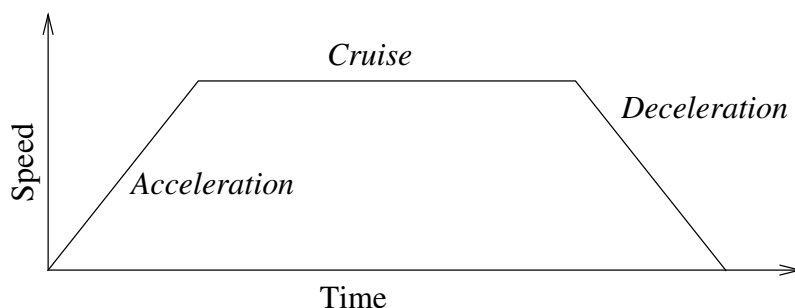 Cruise
Deceleration
Acceleration
Speed
Time